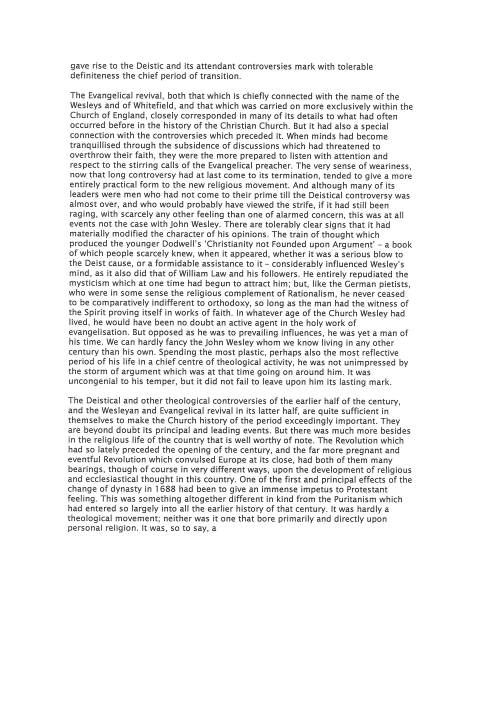 gave rise to the Deistic and its attendant controversies mark with tolerable
definiteness the chief period of transition.
The Evangelical revival, both that which is chiefly connected with the name of the
Wesleys and of Whitefield, and that which was carried on more exclusively within the
Church of England, closely corresponded in many of its details to what had often
occurred before in the history of the Christian Church. But it had also a special
connection with the controversies which preceded it. When minds had become
tranquillised through the subsidence of discussions which had threatened to
overthrow their faith, they were the more prepared to listen with attention and
respect to the stirring calls of the Evangelical preacher. The very sense of weariness,
now that long controversy had at last come to its termination, tended to give a more
entirely practical form to the new religious movement. And although many of its
leaders were men who had not come to their prime till the Deistical controversy was
almost over, and who would probably have viewed the strife, if it had still been
raging, with scarcely any other feeling than one of alarmed concern, this was at all
events not the case with John Wesley. There are tolerably clear signs that it had
materially modified the character of his opinions. The train of thought which
produced the younger Dodwell's 'Christianity not Founded upon Argument' – a book
of which people scarcely knew, when it appeared, whether it was a serious blow to
the Deist cause, or a formidable assistance to it – considerably influenced Wesley's
mind, as it also did that of William Law and his followers. He entirely repudiated the
mysticism which at one time had begun to attract him; but, like the German pietists,
who were in some sense the religious complement of Rationalism, he never ceased
to be comparatively indifferent to orthodoxy, so long as the man had the witness of
the Spirit proving itself in works of faith. In whatever age of the Church Wesley had
lived, he would have been no doubt an active agent in the holy work of
evangelisation. But opposed as he was to prevailing influences, he was yet a man of
his time. We can hardly fancy the John Wesley whom we know living in any other
century than his own. Spending the most plastic, perhaps also the most reflective
period of his life in a chief centre of theological activity, he was not unimpressed by
the storm of argument which was at that time going on around him. It was
uncongenial to his temper, but it did not fail to leave upon him its lasting mark.
The Deistical and other theological controversies of the earlier half of the century,
and the Wesleyan and Evangelical revival in its latter half, are quite sufficient in
themselves to make the Church history of the period exceedingly important. They
are beyond doubt its principal and leading events. But there was much more besides
in the religious life of the country that is well worthy of note. The Revolution which
had so lately preceded the opening of the century, and the far more pregnant and
eventful Revolution which convulsed Europe at its close, had both of them many
bearings, though of course in very different ways, upon the development of religious
and ecclesiastical thought in this country. One of the first and principal effects of the
change of dynasty in 1688 had been to give an immense impetus to Protestant
feeling. This was something altogether different in kind from the Puritanism which
had entered so largely into all the earlier history of that century. It was hardly a
theological movement; neither was it one that bore primarily and directly upon
personal religion. It was, so to say, a